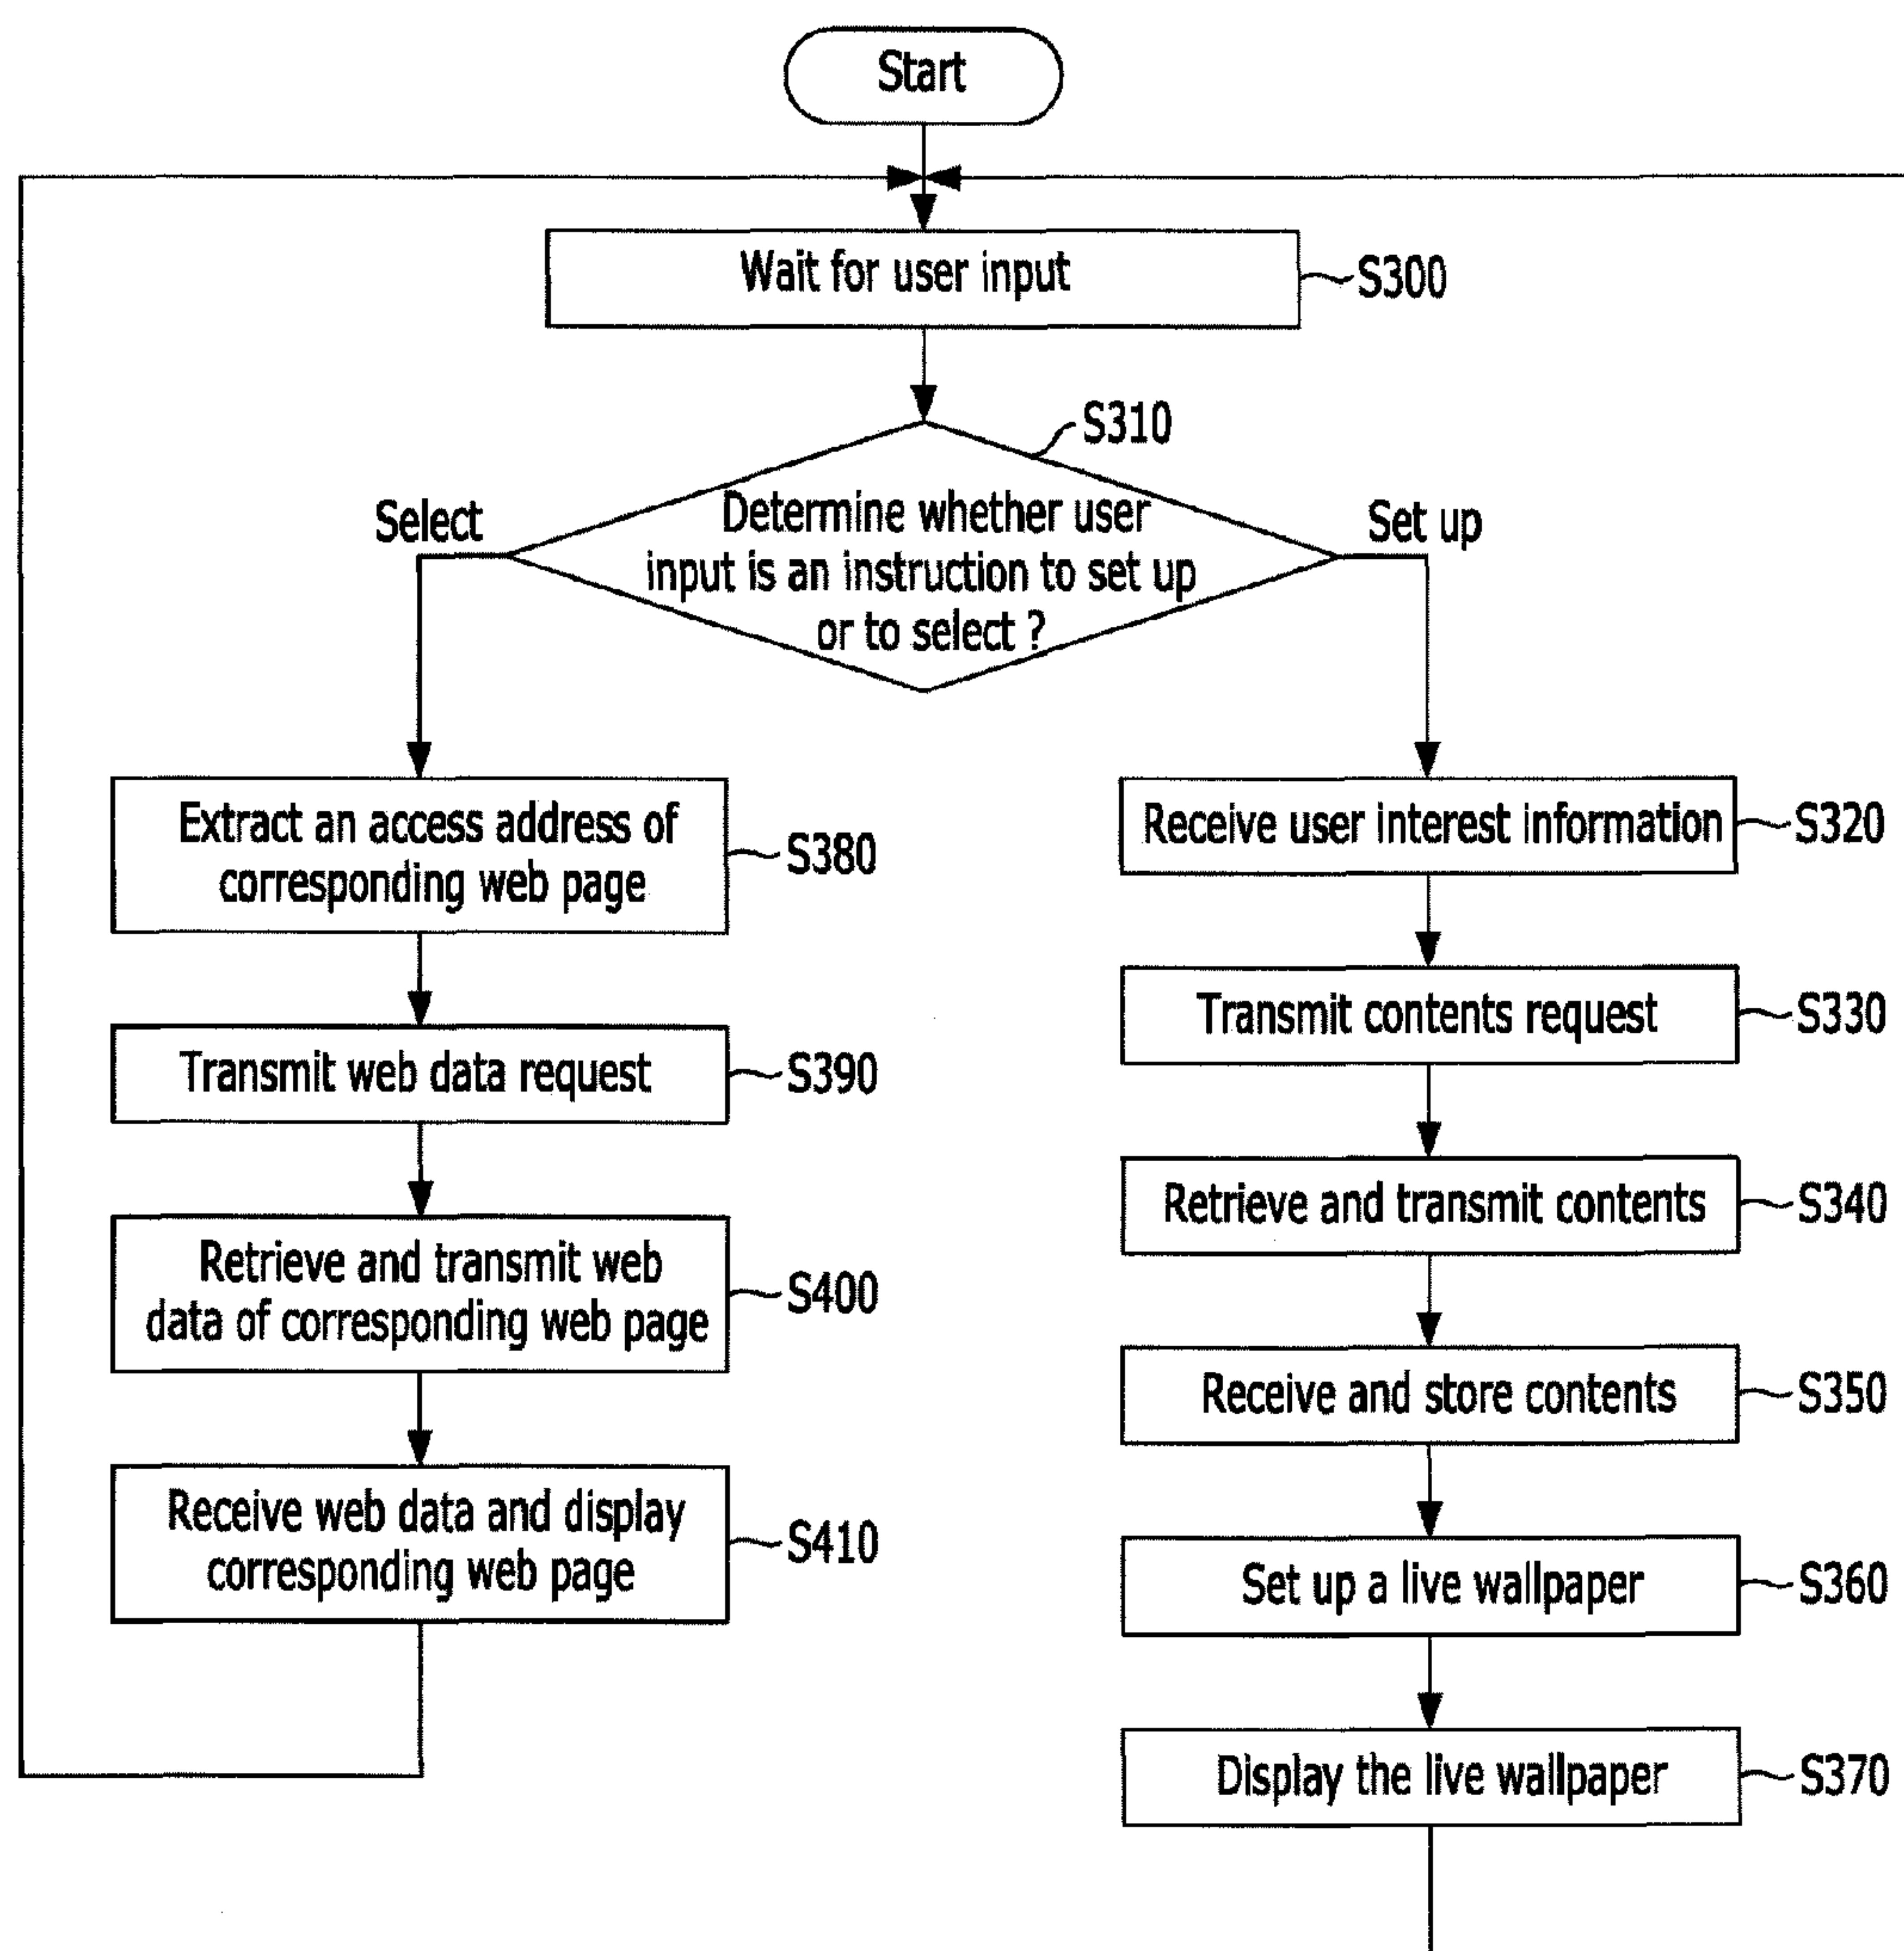 Start
Wait for user input
S300
S310
Select
Set up
Determine whether user
input is an instruction to set up
or to select ?
Extract an access address of
corresponding web page
S380
Transmit web data request
S390
Retrieve and transmit web
data of corresponding web page
S400
Receive web data and display
corresponding web page
S410
Receive user interest information
S320
Transmit contents request
S330
Retrieve and transmit contents
S340
Receive and store contents
S350
Set up a live wallpaper
S360
Display the live wallpaper
S370